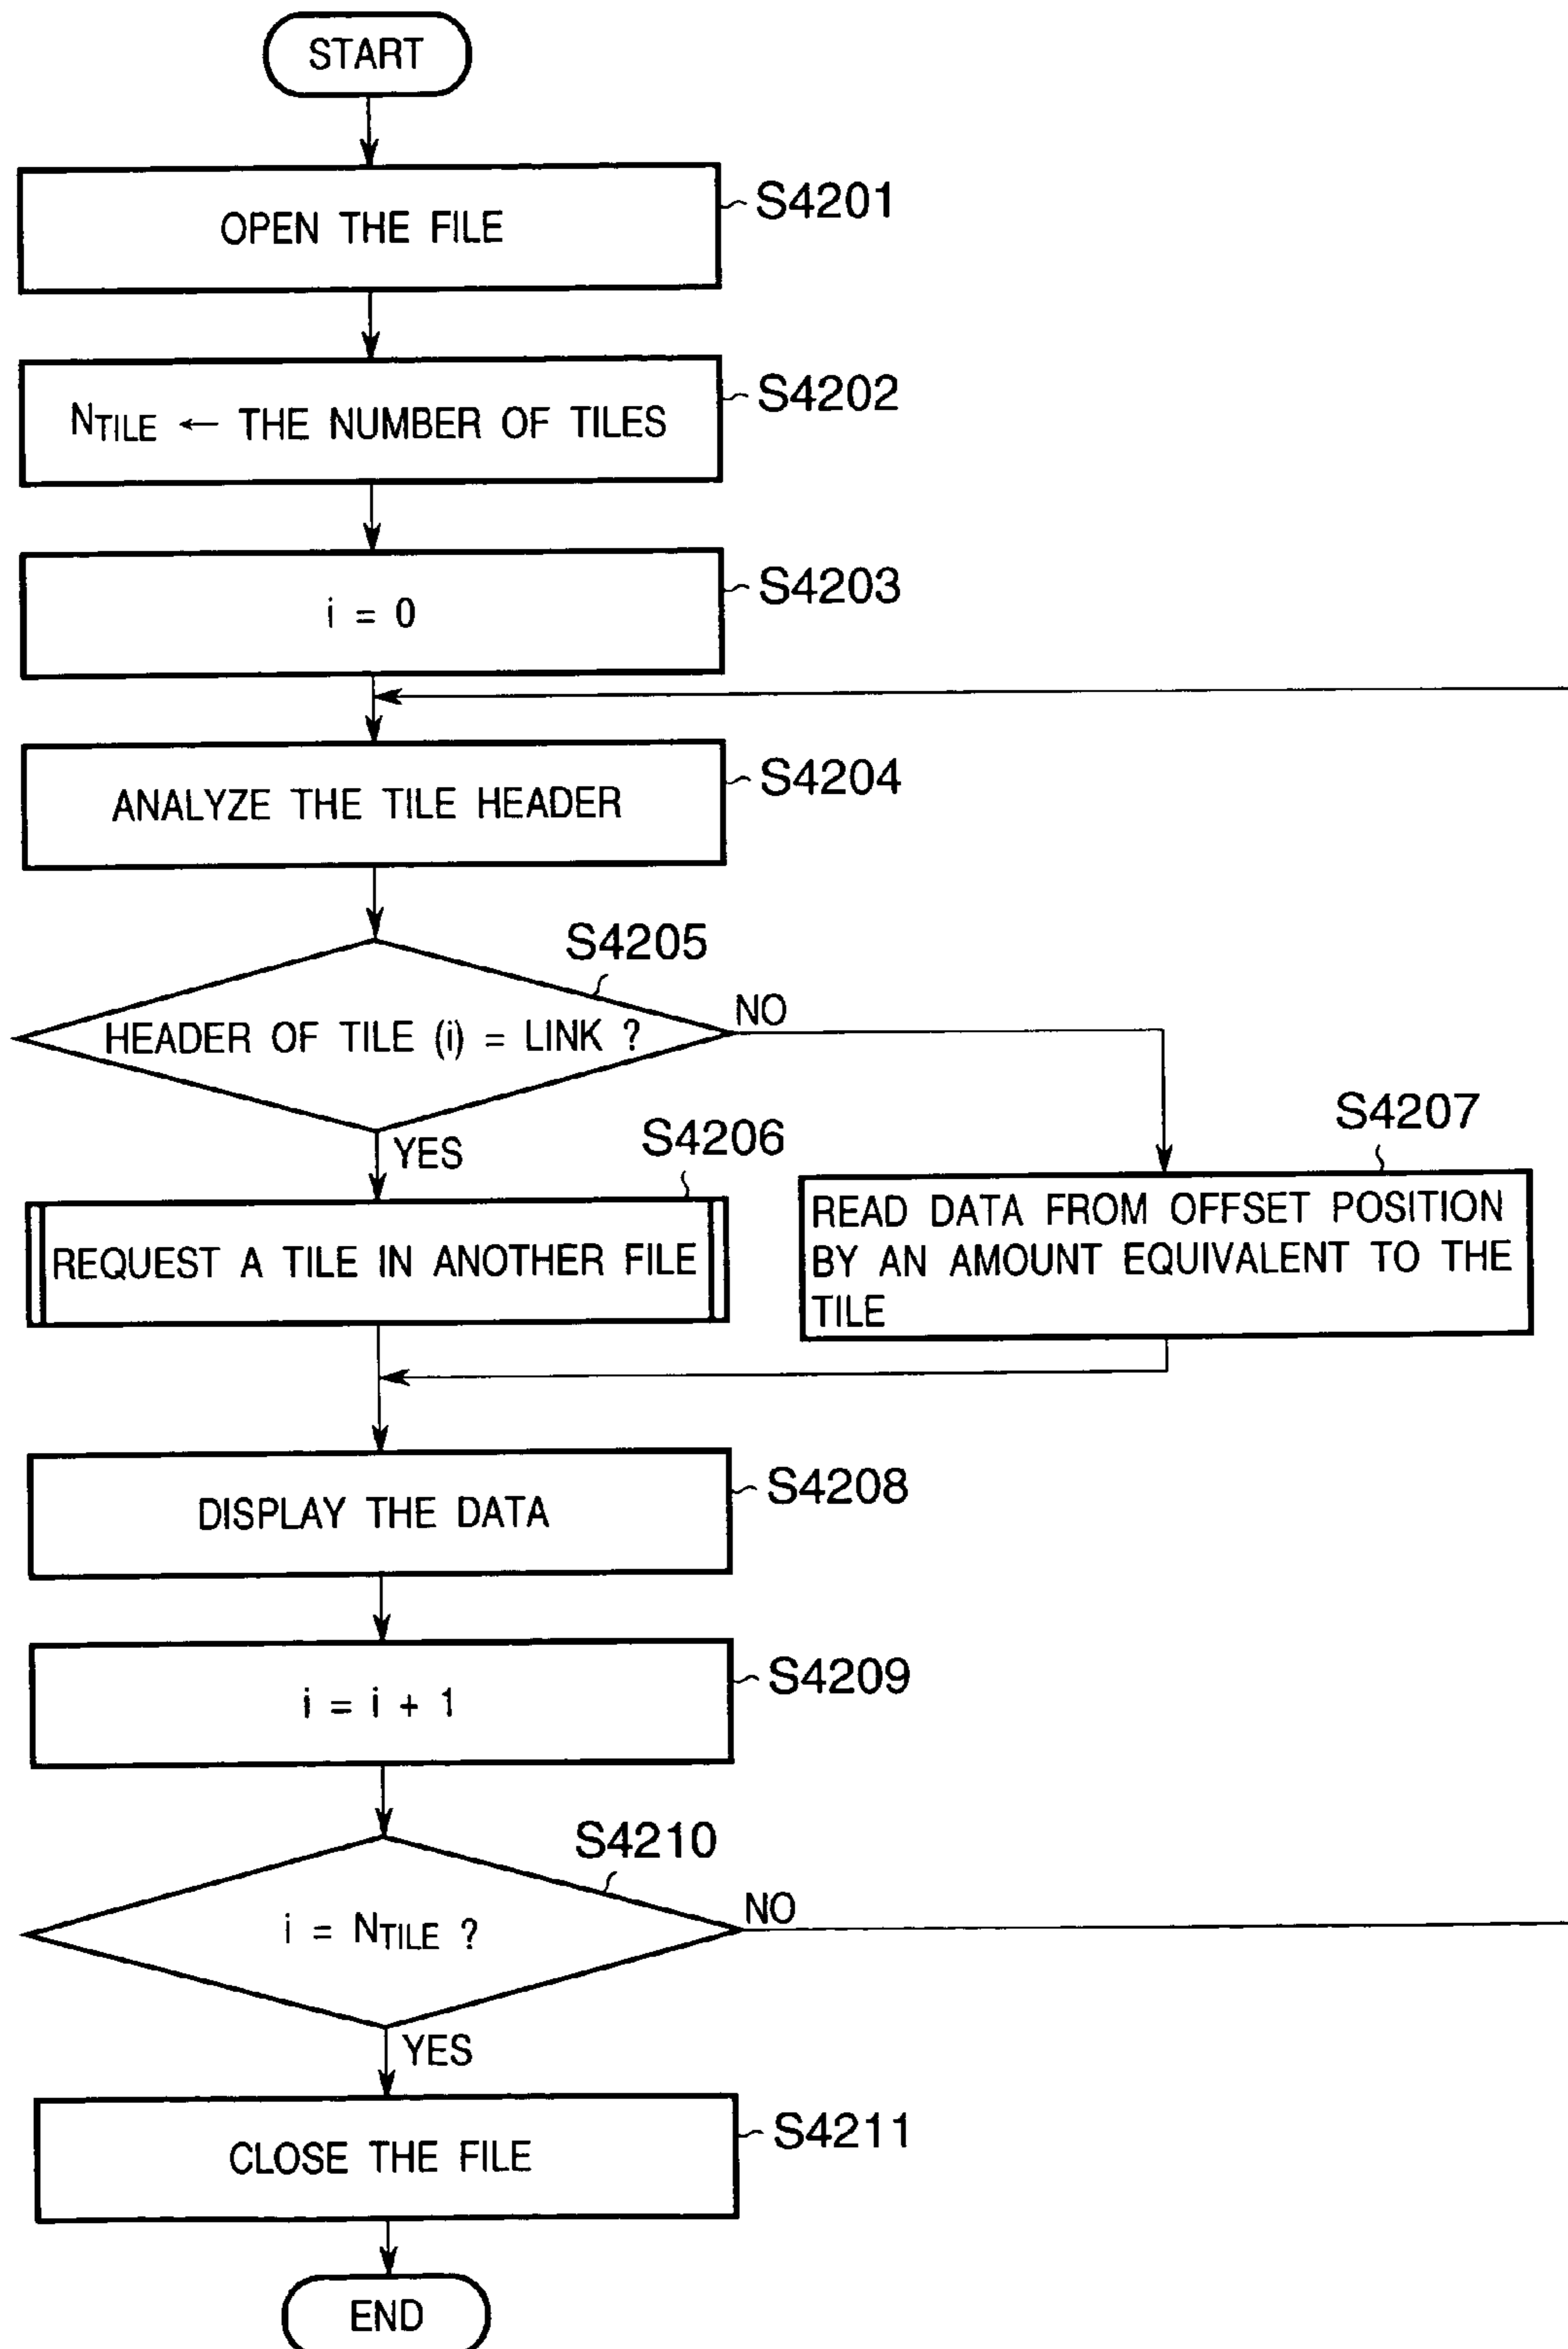 START
OPEN THE FILE
S4201
NTILE ← THE NUMBER OF TILES
S4202
i = 0
S4203
ANALYZE THE TILE HEADER
S4204
S4205
HEADER OF TILE (i) = LINK ?
NO
YES
S4206
REQUEST A TILE IN ANOTHER FILE
S4207
READ DATA FROM OFFSET POSITION
BY AN AMOUNT EQUIVALENT TO THE
TILE
DISPLAY THE DATA
S4208
i = i + 1
S4209
S4210
i = NTILE ?
NO
YES
CLOSE THE FILE
S4211
END